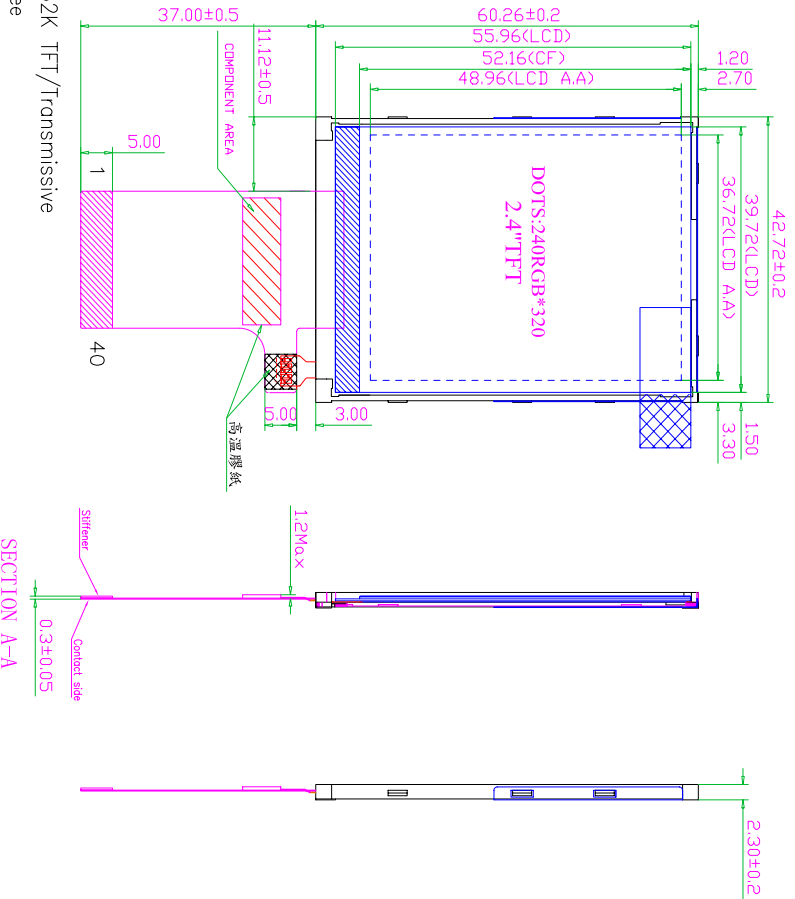 37.00±0.5
60.26±0.2
55.96(LCD)
52.16(CF)
48.96(LCD A.A)
1.20
2.70
11.12±0.5
COMPONENT AREA
5.00
1
40
DOTS:240RGB*320
2.4"TFT
36.72(LCD A.A)
39.72(LCD)
42.72±0.2
1.50
3.30
5.00
3.00
高溫膠紙
2K TFT/Transmissive
ee
1.2Max
Stiffener
Contact side
0.3±0.05
SECTION A-A
2.30±0.2